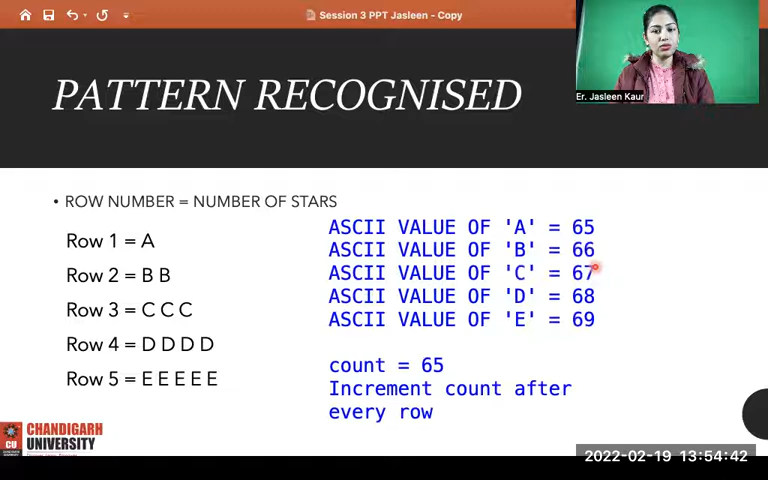 Session 3 PPT Jasleen - Copy
PATTERN RECOGNISED
Er. Jasleen Kaur
• ROW NUMBER = NUMBER OF STARS
Row 1 = A
Row 2 = B B
Row 3 = C C C
Row 4 = D D D D
Row 5 = E E E E E
ASCII VALUE OF 'A' = 65
ASCII VALUE OF 'B' = 66
ASCII VALUE OF 'C' = 67
ASCII VALUE OF 'D' = 68
ASCII VALUE OF 'E' = 69
count = 65
Increment count after
every row
CU
CHANDIGARH
UNIVERSITY
2022-02-19 13:54:42